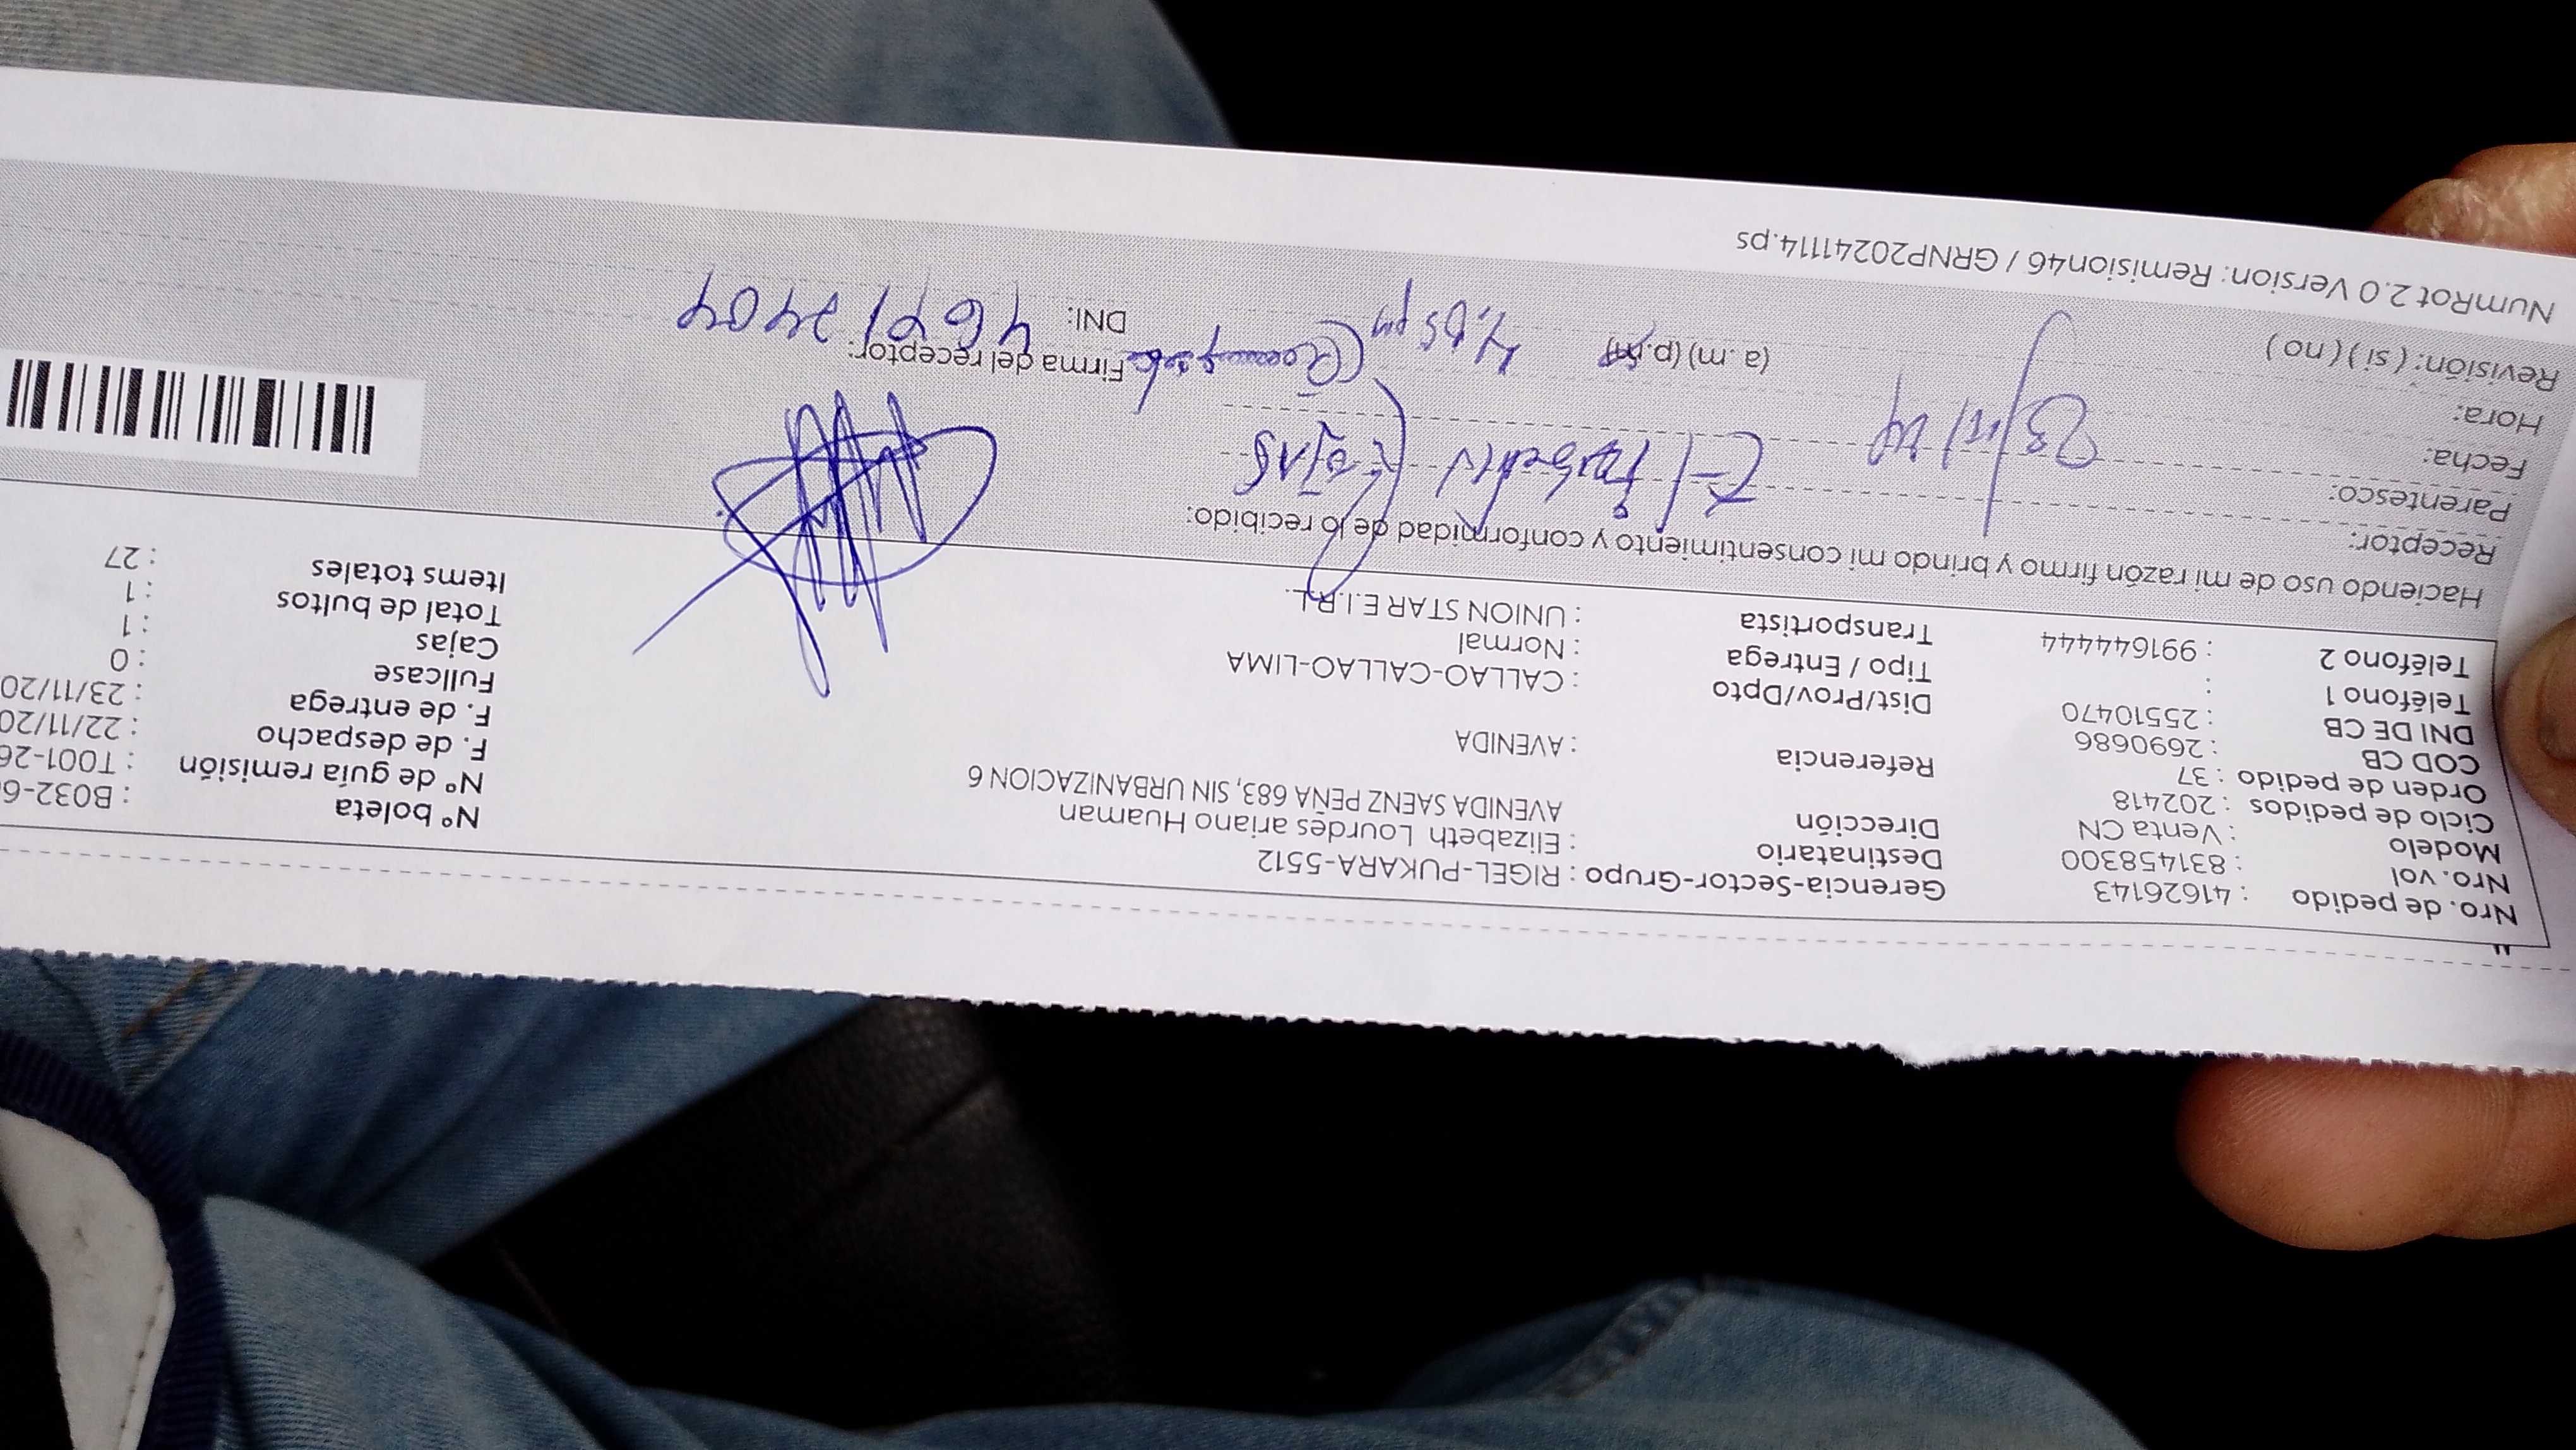 Nro. de pedido : 41626143
Nro. vol : 831458300
Modelo : Venta CN
Ciclo de pedidos : 202418
Orden de pedido : 37
COD CB : 2690686
DNI DE CB : 25510470
Teléfono 1 :
Teléfono 2 : 991644444
Gerencia-Sector-Grupo : RIGEL-PUKARA-5512
Destinatario : Elizabeth Lourdes ariano Huaman
Dirección AVENIDA SAENZ PEÑA 683, SIN URBANIZACION 6
Referencia : AVENIDA
Dist/Prov/Dpto : CALLAO-CALLAO-LIMA
Tipo / Entrega : Normal
Transportista : UNION STAR E.I.R.L.
N° boleta : B032-6
N° de guía remisión : T001-26
F. de despacho : 22/11/20
F. de entrega : 23/11/20
Fullcase : 0
Cajas : 1
Total de bultos : 1
Items totales : 27
Haciendo uso de mi razón firmo y brindo mi consentimiento y conformidad de lo recibido:
Receptor:
Parentesco:
Fecha: 23/11/24
Hora: (a.m) (p.m) 4:05 pm
Revisión: ( si ) ( no )
Firma del receptor:
DNI:
NumRot 2.0 Version: Remision46 / GRNP20241114.ps